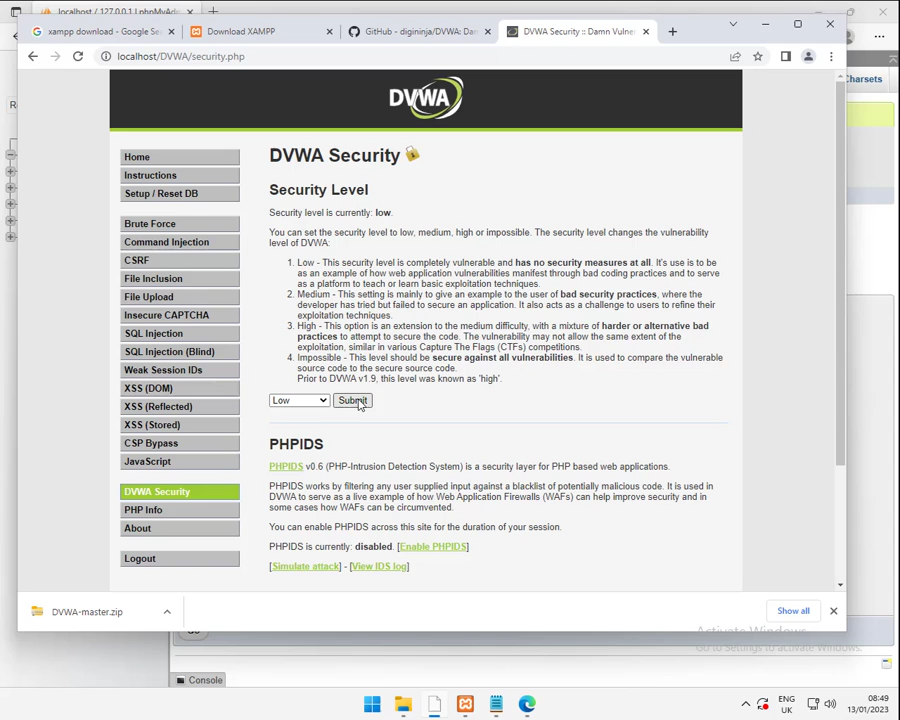 localhost / 127.0.0.1 | phpMyAdm
xampp download - Google Se
Download XAMPP
GitHub - digininja/DVWA: Da
DVWA Security :: Damn Vulner
localhost/DVWA/security.php
Charsets
DVWA
Home
Instructions
Setup / Reset DB
Brute Force
Command Injection
CSRF
File Inclusion
File Upload
Insecure CAPTCHA
SQL Injection
SQL Injection (Blind)
Weak Session IDs
XSS (DOM)
XSS (Reflected)
XSS (Stored)
CSP Bypass
JavaScript
DVWA Security
PHP Info
About
Logout
DVWA Security
Security Level
Security level is currently: low.
You can set the security level to low, medium, high or impossible. The security level changes the vulnerability
level of DVWA:
1. Low - This security level is completely vulnerable and has no security measures at all. It's use is to be
as an example of how web application vulnerabilities manifest through bad coding practices and to serve
as a platform to teach or learn basic exploitation techniques.
2. Medium - This setting is mainly to give an example to the user of bad security practices, where the
developer has tried but failed to secure an application. It also acts as a challenge to users to refine their
exploitation techniques.
3. High - This option is an extension to the medium difficulty, with a mixture of harder or alternative bad
practices to attempt to secure the code. The vulnerability may not allow the same extent of the
exploitation, similar in various Capture The Flags (CTFs) competitions.
4. Impossible - This level should be secure against all vulnerabilities. It is used to compare the vulnerable
source code to the secure source code.
Prior to DVWA v1.9, this level was known as 'high'.
Low
Submit
PHPIDS
PHPIDS v0.6 (PHP-Intrusion Detection System) is a security layer for PHP based web applications.
PHPIDS works by filtering any user supplied input against a blacklist of potentially malicious code. It is used in
DVWA to serve as a live example of how Web Application Firewalls (WAFs) can help improve security and in
some cases how WAFs can be circumvented.
You can enable PHPIDS across this site for the duration of your session.
PHPIDS is currently: disabled. [Enable PHPIDS]
[Simulate attack] - [View IDS log]
DVWA-master.zip
Show all
Activate Windows
Go to Settings to activate Windows.
Console
ENG
UK
08:49
13/01/2023